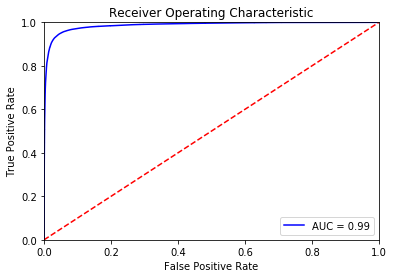 Receiver Operating Characteristic
1.0
0.8
0.6
0.4
0.2
0.0
True Positive Rate
AUC = 0.99
0.0 0.2 0.4 0.6 0.8 1.0
False Positive Rate